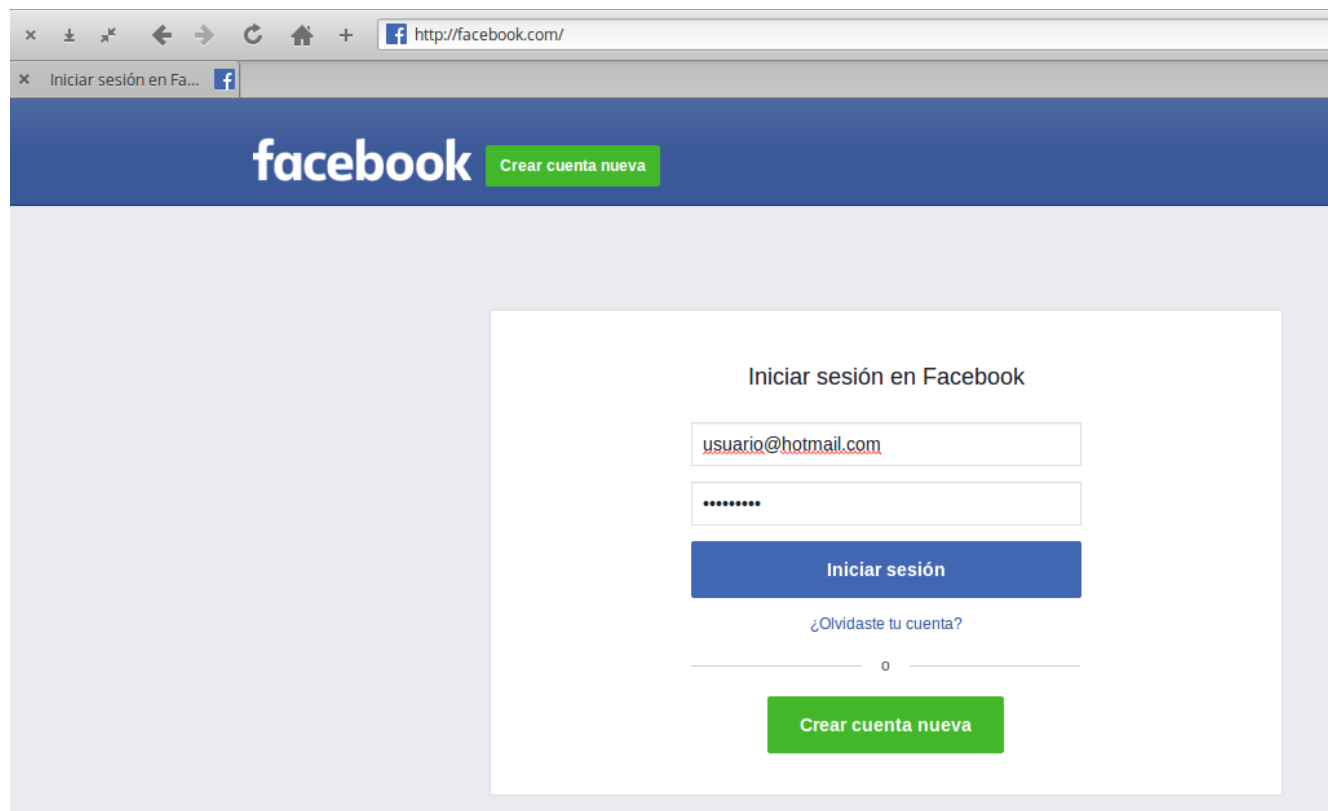 http://facebook.com/
Iniciar sesión en Fa...
facebook
Crear cuenta nueva
Iniciar sesión en Facebook
usuario@hotmail.com
•••••••••
Iniciar sesión
¿Olvidaste tu cuenta?
o
Crear cuenta nueva